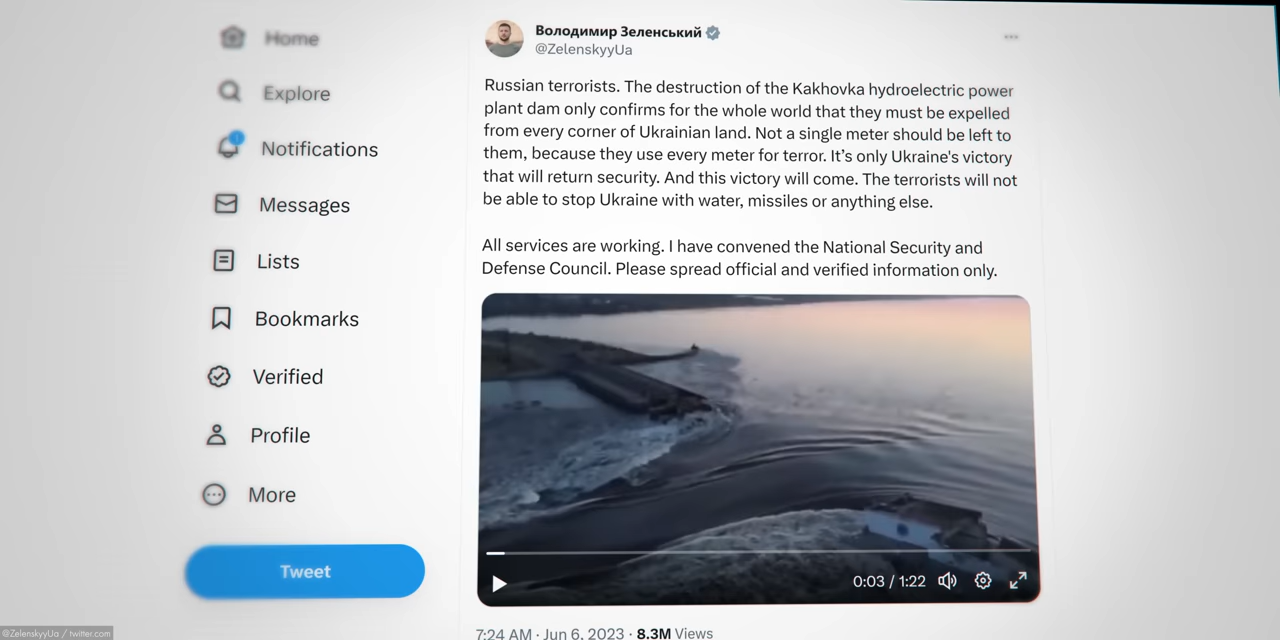 Home
Explore
Notifications
Messages
Lists
Bookmarks
Verified
Profile
More
Tweet
Володимир Зеленський
@ZelenskyyUa
Russian terrorists. The destruction of the Kakhovka hydroelectric power
plant dam only confirms for the whole world that they must be expelled
from every corner of Ukrainian land. Not a single meter should be left to
them, because they use every meter for terror. It’s only Ukraine's victory
that will return security. And this victory will come. The terrorists will not
be able to stop Ukraine with water, missiles or anything else.
All services are working. I have convened the National Security and
Defense Council. Please spread official and verified information only.
0:03 / 1:22
7:24 AM · Jun 6, 2023 · 8.3M Views
@ZelenskyyUa / twitter.com